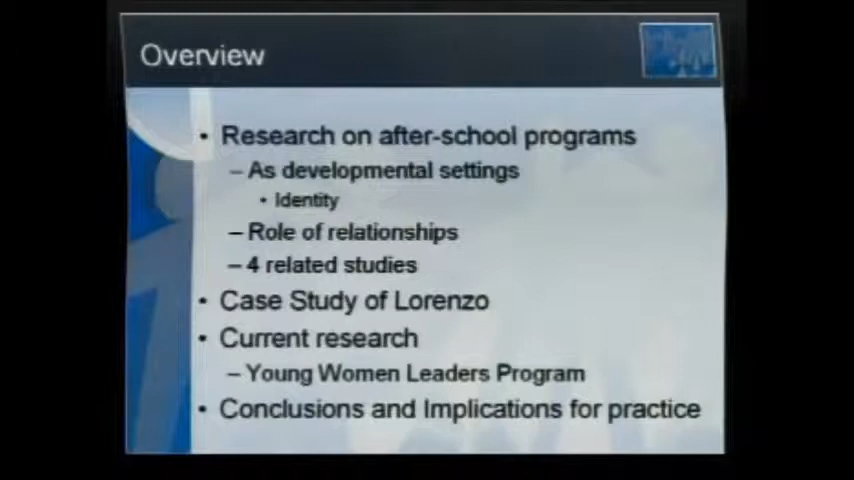 Overview
• Research on after-school programs
– As developmental settings
• Identity
– Role of relationships
– 4 related studies
• Case Study of Lorenzo
• Current research
– Young Women Leaders Program
• Conclusions and Implications for practice